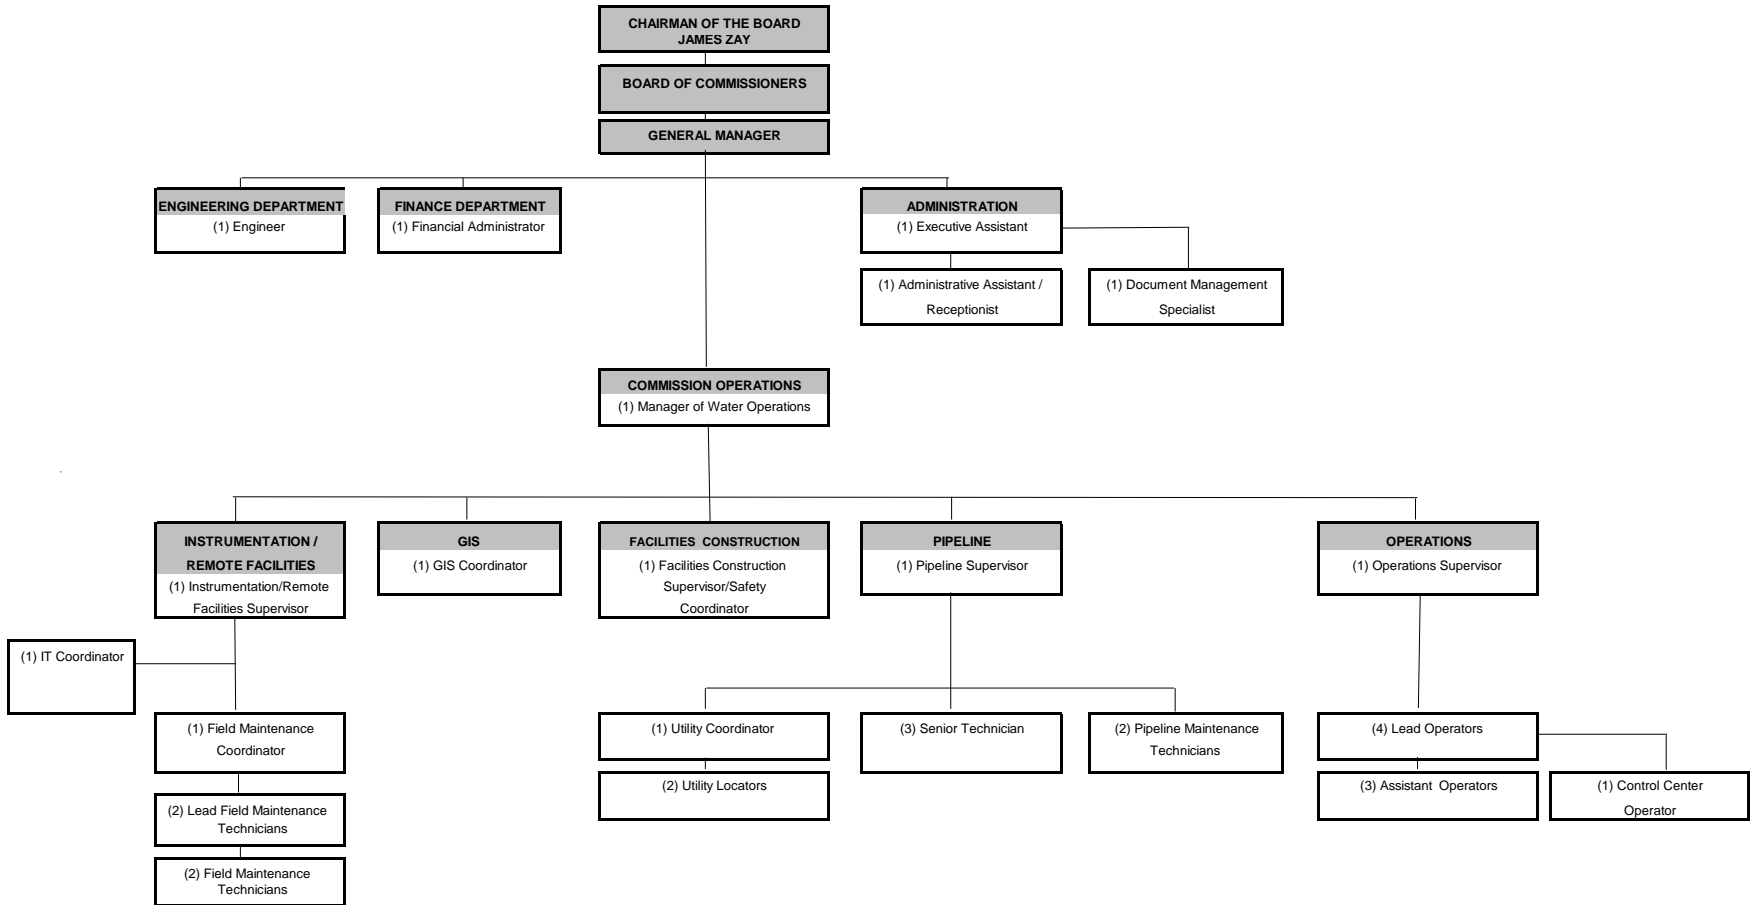 CHAIRMAN OF THE BOARD
JAMES ZAY
BOARD OF COMMISSIONERS
GENERAL MANAGER
ENGINEERING DEPARTMENT
(1) Engineer
FINANCE DEPARTMENT
(1) Financial Administrator
ADMINISTRATION
(1) Executive Assistant
(1) Administrative Assistant /
Receptionist
(1) Document Management
Specialist
COMMISSION OPERATIONS
(1) Manager of Water Operations
INSTRUMENTATION /
REMOTE FACILITIES
(1) Instrumentation/Remote
Facilities Supervisor
GIS
(1) GIS Coordinator
FACILITIES CONSTRUCTION
(1) Facilities Construction
Supervisor/Safety
Coordinator
PIPELINE
(1) Pipeline Supervisor
OPERATIONS
(1) Operations Supervisor
(1) IT Coordinator
(1) Field Maintenance
Coordinator
(2) Lead Field Maintenance
Technicians
(2) Field Maintenance
Technicians
(1) Utility Coordinator
(2) Utility Locators
(3) Senior Technician
(2) Pipeline Maintenance
Technicians
(4) Lead Operators
(3) Assistant Operators
(1) Control Center
Operator